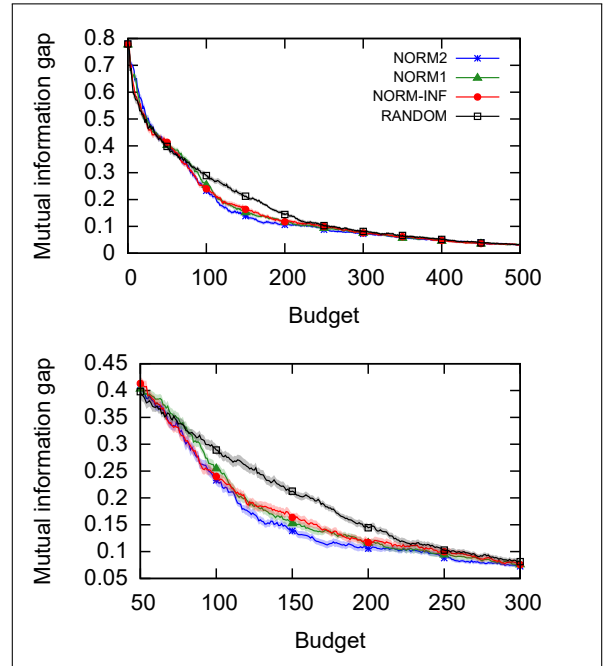 Mutual information gap
0.8
0.7
0.6
0.5
0.4
0.3
0.2
0.1
0
NORM2
NORM1
NORM-INF
RANDOM
0 100 200 300 400 500
Budget
Mutual information gap
0.45
0.4
0.35
0.3
0.25
0.2
0.15
0.1
0.05
50 100 150 200 250 300
Budget